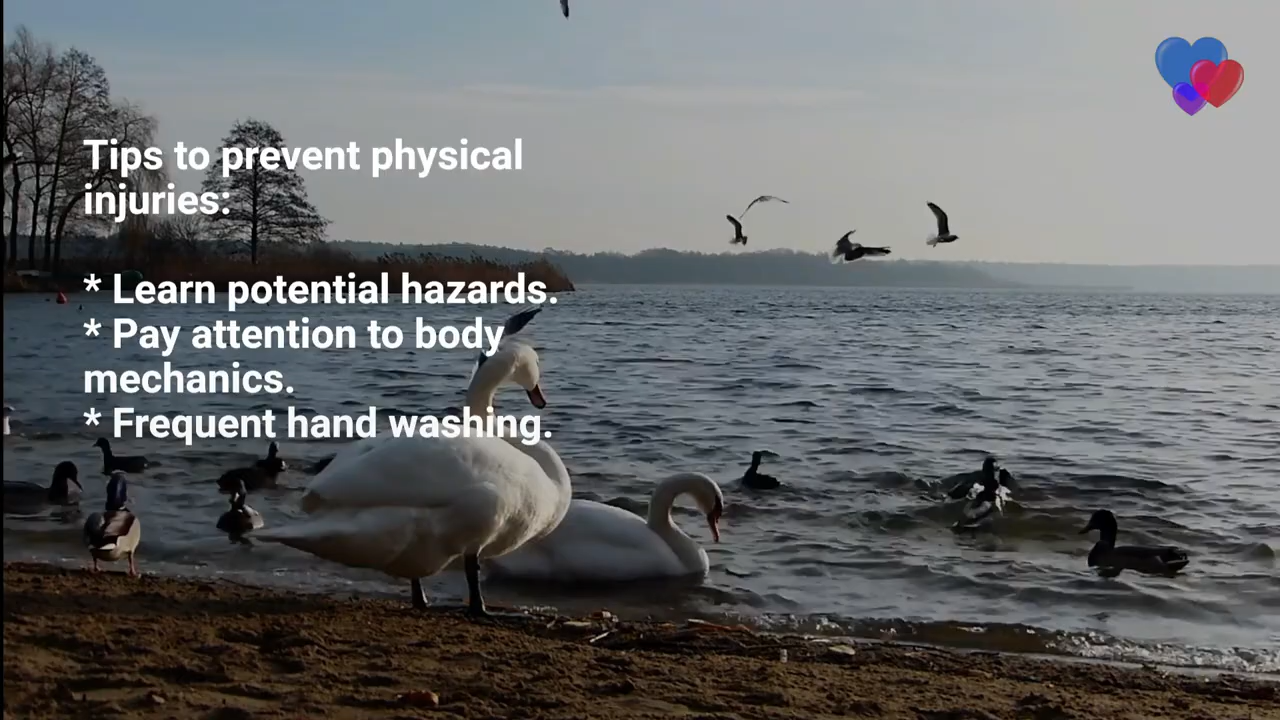 Tips to prevent physical
injuries:
* Learn potential hazards.
* Pay attention to body
mechanics.
* Frequent hand washing.